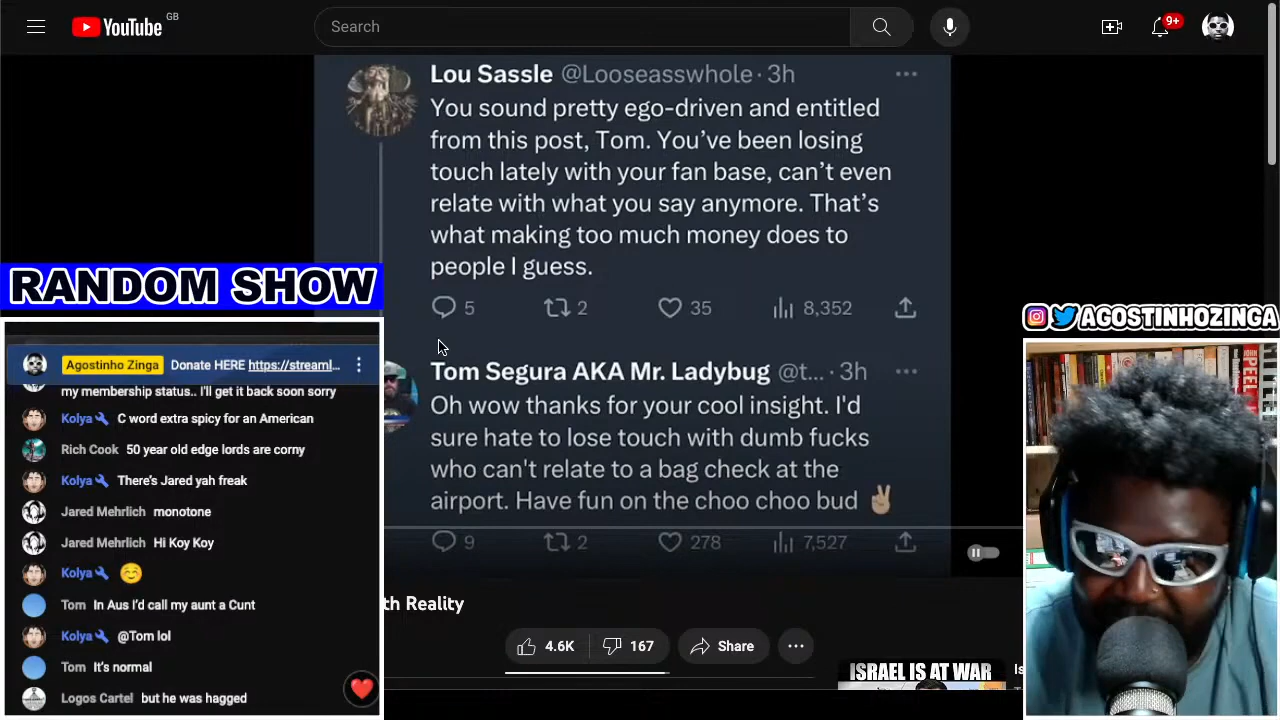 YouTube GB
Search
9+
Lou Sassle @Looseasswhole · 3h
You sound pretty ego-driven and entitled
from this post, Tom. You've been losing
touch lately with your fan base, can't even
relate with what you say anymore. That's
what making too much money does to
people I guess.
5 2 35 8,352
Tom Segura AKA Mr. Ladybug @t... · 3h
Oh wow thanks for your cool insight. I'd
sure hate to lose touch with dumb fucks
who can't relate to a bag check at the
airport. Have fun on the choo choo bud ✌🏼
9 2 278 7,527
th Reality
4.6K 167 Share
ISRAEL IS AT WAR
Is
RANDOM SHOW
Agostinho Zinga Donate HERE https://streaml...
my membership status.. I'll get it back soon sorry
Kolya C word extra spicy for an American
Rich Cook 50 year old edge lords are corny
Kolya There's Jared yah freak
Jared Mehrlich monotone
Jared Mehrlich Hi Koy Koy
Kolya ☺️
Tom In Aus I'd call my aunt a Cunt
Kolya @Tom lol
Tom It's normal
Logos Cartel but he was hagged
@AGOSTINHOZINGA
JOHN
PEEL